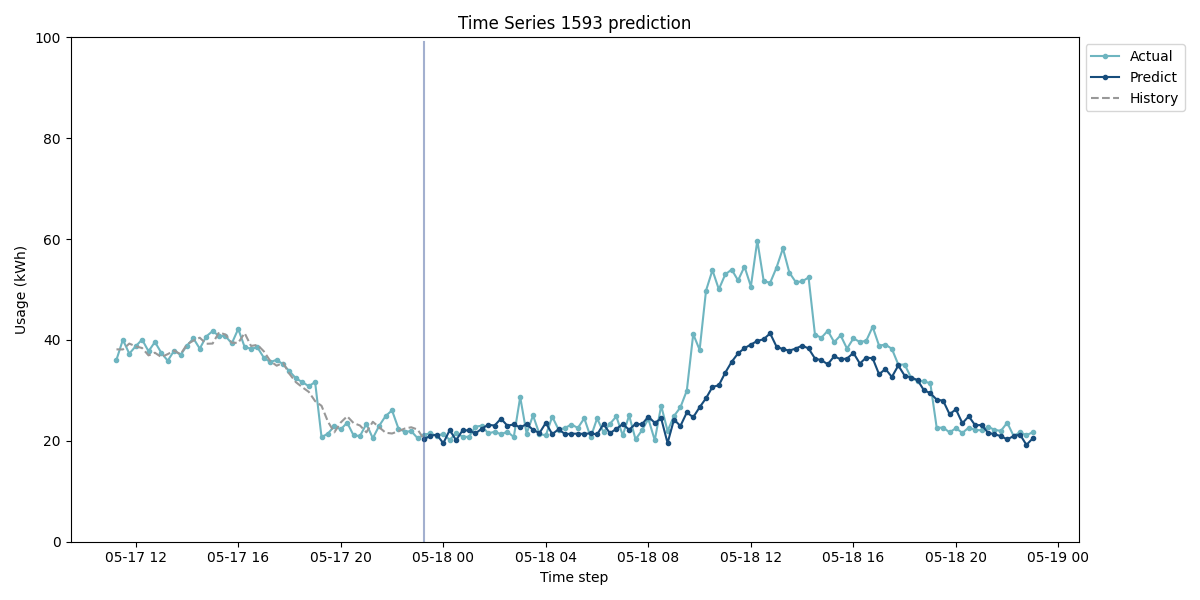 Time Series 1593 prediction
100
80
60
40
20
0
Usage (kWh)
05-17 12
05-17 16
05-17 20
05-18 00
05-18 04
05-18 08
05-18 12
05-18 16
05-18 20
05-19 00
Time step
Actual
Predict
History